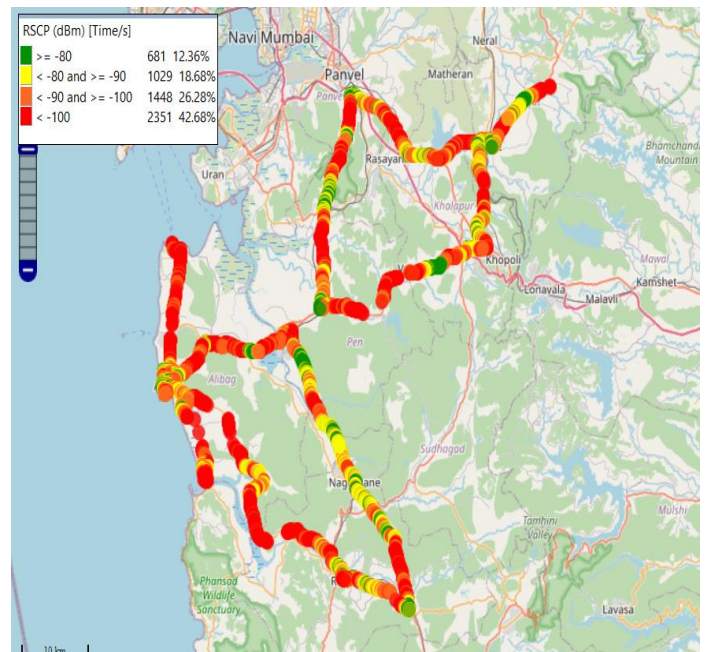 RSCP (dBm) [Time/s]
>= -80 681 12.36%
< -80 and >= -90 1029 18.68%
< -90 and >= -100 1448 26.28%
< -100 2351 42.68%
Navi Mumbai
Neral
Panvel
Matheran
Uran
Bhamchandra
Mountain
Khalapur
Khopoli
Mawal
Kamshet
Lonavala
Malavli
Pen
Alibag
Sudhagad
Mulshi
Tamhini
Valley
Phansad
Wildlife
Sanctuary
Lavasa
10 km